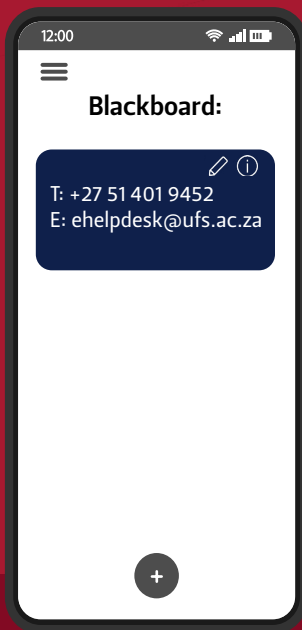 12:00
Blackboard:
T: +27 51 401 9452
E: ehelpdesk@ufs.ac.za
+